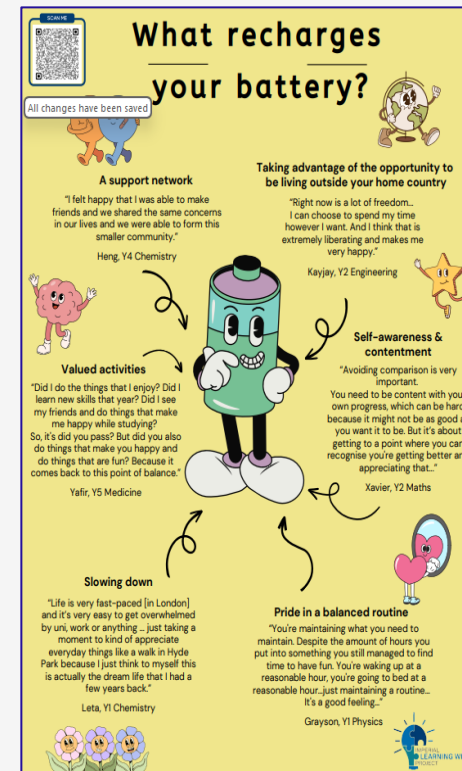 SCAN ME
What recharges
your battery?
All changes have been saved
A support network
"I felt happy that I was able to make
friends and we shared the same concerns
in our lives and we were able to form this
smaller community."
Heng, Y4 Chemistry
Taking advantage of the opportunity to
be living outside your home country
"Right now is a lot of freedom...
I can choose to spend my time
however I want. And I think that is
extremely liberating and makes me
very happy."
Kayjay, Y2 Engineering
Valued activities
"Did I do the things that I enjoy? Did I
learn new skills that year? Did I see
my friends and do things that make
me happy while studying?
So, it's did you pass? But did you also
do things that make you happy and
do things that are fun? Because it
comes back to this point of balance."
Yafir, Y5 Medicine
Self-awareness &
contentment
"Avoiding comparison is very
important.
You need to be content with you
own progress, which can be hard
because it might not be as good a
you want it to be. But it's about
getting to a point where you can
recognise you're getting better an
appreciating that..."
Xavier, Y2 Maths
Slowing down
"Life is very fast-paced [in London]
and it's very easy to get overwhelmed
by uni, work or anything ... just taking a
moment to kind of appreciate
everyday things like a walk in Hyde
Park because I just think to myself this
is actually the dream life that I had a
few years back."
Leta, Y1 Chemistry
Pride in a balanced routine
"You're maintaining what you need to
maintain. Despite the amount of hours you
put into something you still managed to find
time to have fun. You're waking up at a
reasonable hour, you're going to bed at a
reasonable hour...just maintaining a routine...
It's a good feeling..."
Grayson, Y1 Physics
IMPERIAL
LEARNING WE
PROJECT